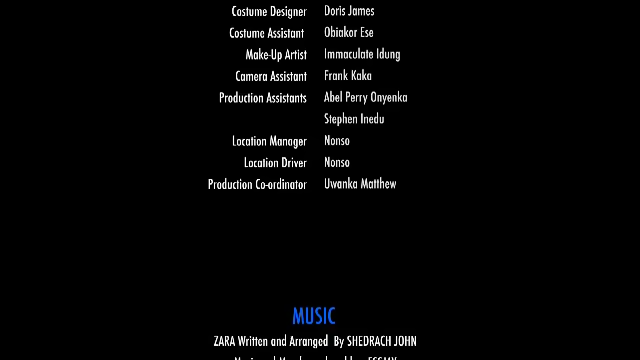 Costume Designer Doris James
Costume Assistant Obiakor Ese
Make-Up Artist Immaculate Idung
Camera Assistant Frank Kaka
Production Assistants Abel Perry Onyenka
Stephen Inedu
Location Manager Nonso
Location Driver Nonso
Production Co-ordinator Uwanka Matthew
MUSIC
ZARA Written and Arranged By SHEDRACH JOHN